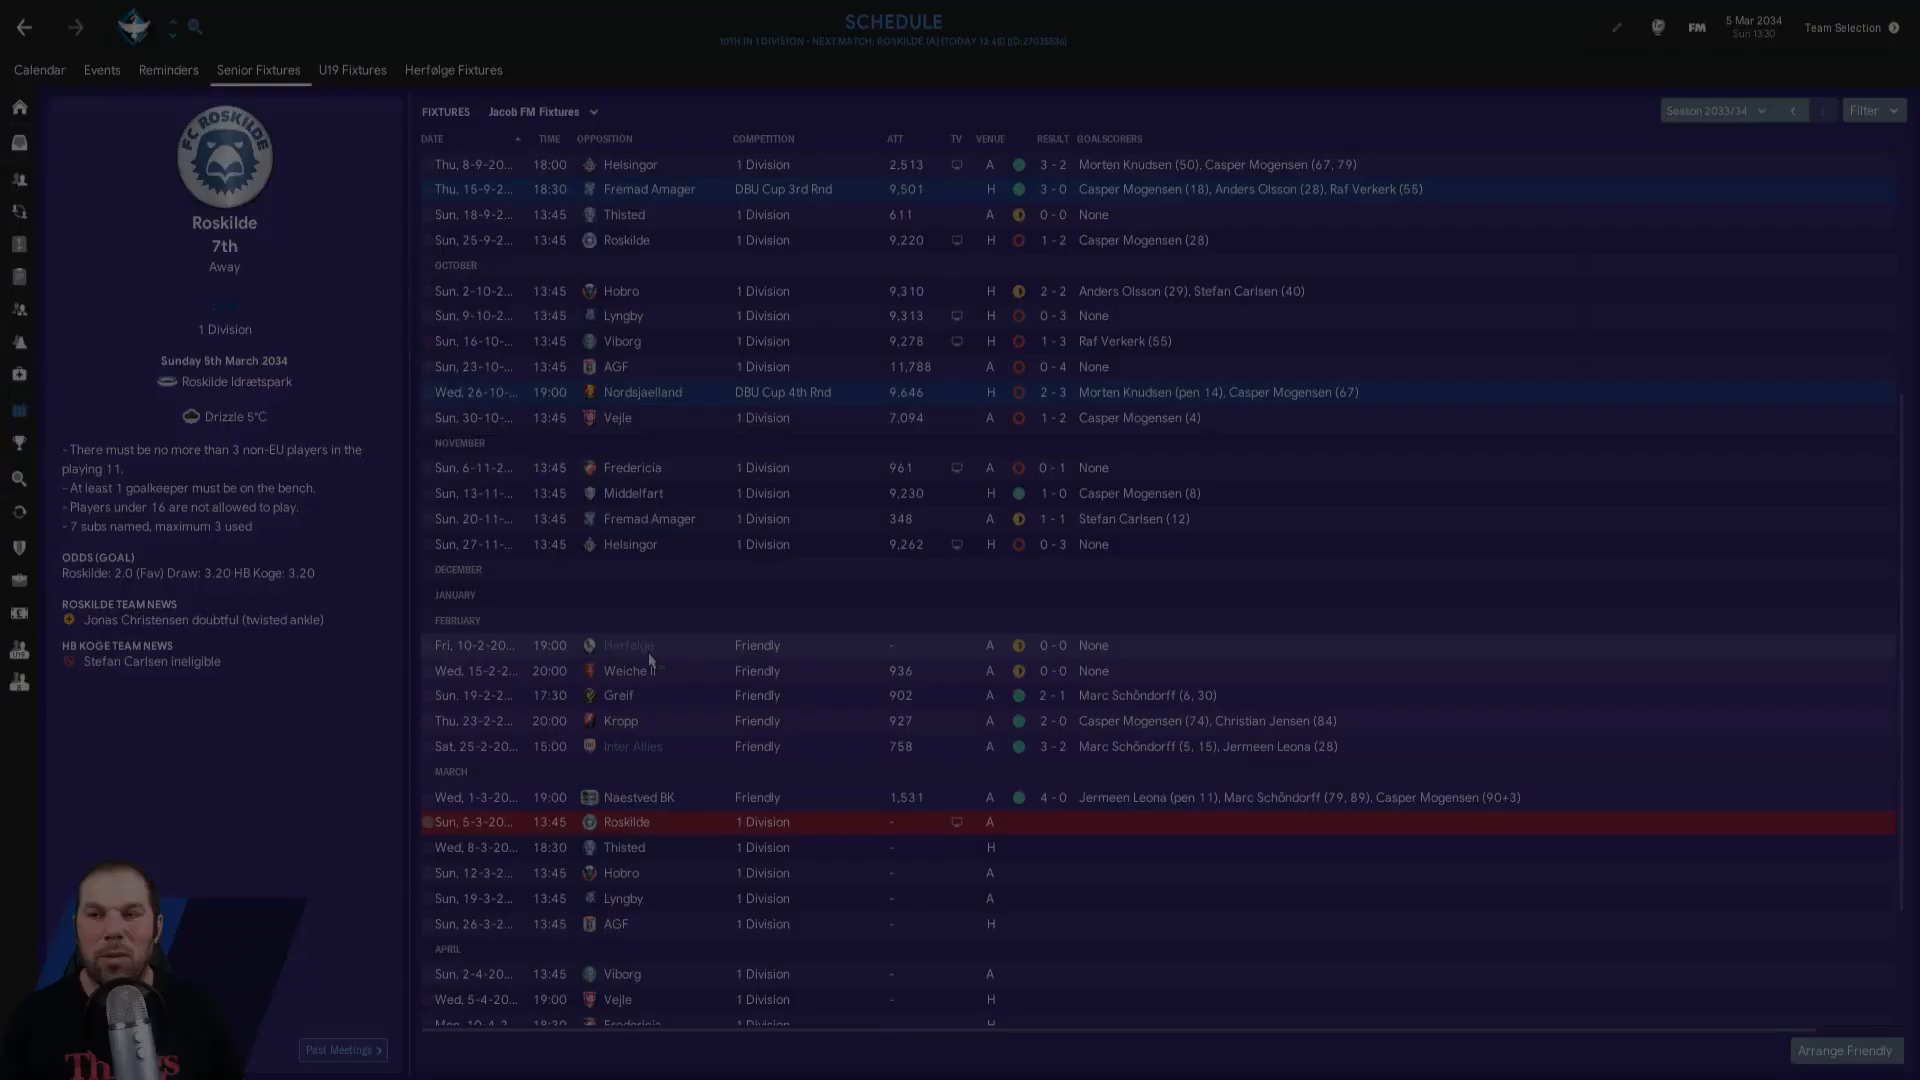 SCHEDULE
10TH IN 1 DIVISION - NEXT MATCH: ROSKILDE (A) (TODAY 13:45) (ID:27035536)
FM
5 Mar 2034
Sun 13:30
Team Selection
Calendar Events Reminders Senior Fixtures U19 Fixtures Herfølge Fixtures
FC ROSKILDE
Roskilde
7th
Away
1 Division
Sunday 5th March 2034
Roskilde Idrætspark
Drizzle 5°C
- There must be no more than 3 non-EU players in the
playing 11.
- At least 1 goalkeeper must be on the bench.
- Players under 16 are not allowed to play.
- 7 subs named, maximum 3 used
ODDS (GOAL)
Roskilde: 2.0 (Fav) Draw: 3.20 HB Koge: 3.20
ROSKILDE TEAM NEWS
Jonas Christensen doubtful (twisted ankle)
HB KOGE TEAM NEWS
Stefan Carlsen ineligible
Past Meetings
FIXTURES Jacob FM Fixtures
Season 2033/34
Filter
DATE TIME OPPOSITION COMPETITION ATT TV VENUE RESULT GOALSCORERS
Thu, 8-9-20... 18:00 Helsingor 1 Division 2,513 A 3 - 2 Morten Knudsen (50), Casper Mogensen (67, 79)
Thu, 15-9-2... 18:30 Fremad Amager DBU Cup 3rd Rnd 9,501 H 3 - 0 Casper Mogensen (18), Anders Olsson (28), Raf Verkerk (55)
Sun, 18-9-2... 13:45 Thisted 1 Division 611 A 0 - 0 None
Sun, 25-9-2... 13:45 Roskilde 1 Division 9,220 H 1 - 2 Casper Mogensen (28)
OCTOBER
Sun, 2-10-2... 13:45 Hobro 1 Division 9,310 H 2 - 2 Anders Olsson (29), Stefan Carlsen (40)
Sun, 9-10-2... 13:45 Lyngby 1 Division 9,313 H 0 - 3 None
Sun, 16-10-... 13:45 Viborg 1 Division 9,278 H 1 - 3 Raf Verkerk (55)
Sun, 23-10-... 13:45 AGF 1 Division 11,788 A 0 - 4 None
Wed, 26-10-... 19:00 Nordsjaelland DBU Cup 4th Rnd 9,646 H 2 - 3 Morten Knudsen (pen 14), Casper Mogensen (67)
Sun, 30-10-... 13:45 Vejle 1 Division 7,094 A 1 - 2 Casper Mogensen (4)
NOVEMBER
Sun, 6-11-2... 13:45 Fredericia 1 Division 961 A 0 - 1 None
Sun, 13-11-... 13:45 Middelfart 1 Division 9,230 H 1 - 0 Casper Mogensen (8)
Sun, 20-11-... 13:45 Fremad Amager 1 Division 348 A 1 - 1 Stefan Carlsen (12)
Sun, 27-11-... 13:45 Helsingor 1 Division 9,262 H 0 - 3 None
DECEMBER
JANUARY
FEBRUARY
Fri, 10-2-20... 19:00 Herfølge Friendly - A 0 - 0 None
Wed, 15-2-2... 20:00 Weiche II Friendly 936 A 0 - 0 None
Sun, 19-2-2... 17:30 Greif Friendly 902 A 2 - 1 Marc Schöndorff (6, 30)
Thu, 23-2-2... 20:00 Kropp Friendly 927 A 2 - 0 Casper Mogensen (74), Christian Jensen (84)
Sat, 25-2-20... 15:00 Inter Allies Friendly 758 A 3 - 2 Marc Schöndorff (5, 15), Jermeen Leona (28)
MARCH
Wed, 1-3-20... 19:00 Naestved BK Friendly 1,531 A 4 - 0 Jermeen Leona (pen 11), Marc Schöndorff (79, 89), Casper Mogensen (90+3)
Sun, 5-3-20... 13:45 Roskilde 1 Division - A
Wed, 8-3-20... 18:30 Thisted 1 Division - H
Sun, 12-3-2... 13:45 Hobro 1 Division - A
Sun, 19-3-2... 13:45 Lyngby 1 Division - A
Sun, 26-3-2... 13:45 AGF 1 Division - H
APRIL
Sun, 2-4-20... 13:45 Viborg 1 Division - A
Wed, 5-4-20... 19:00 Vejle 1 Division - H
Mon, 10-4-2... 18:30 Fredericia 1 Division H
Arrange Friendly